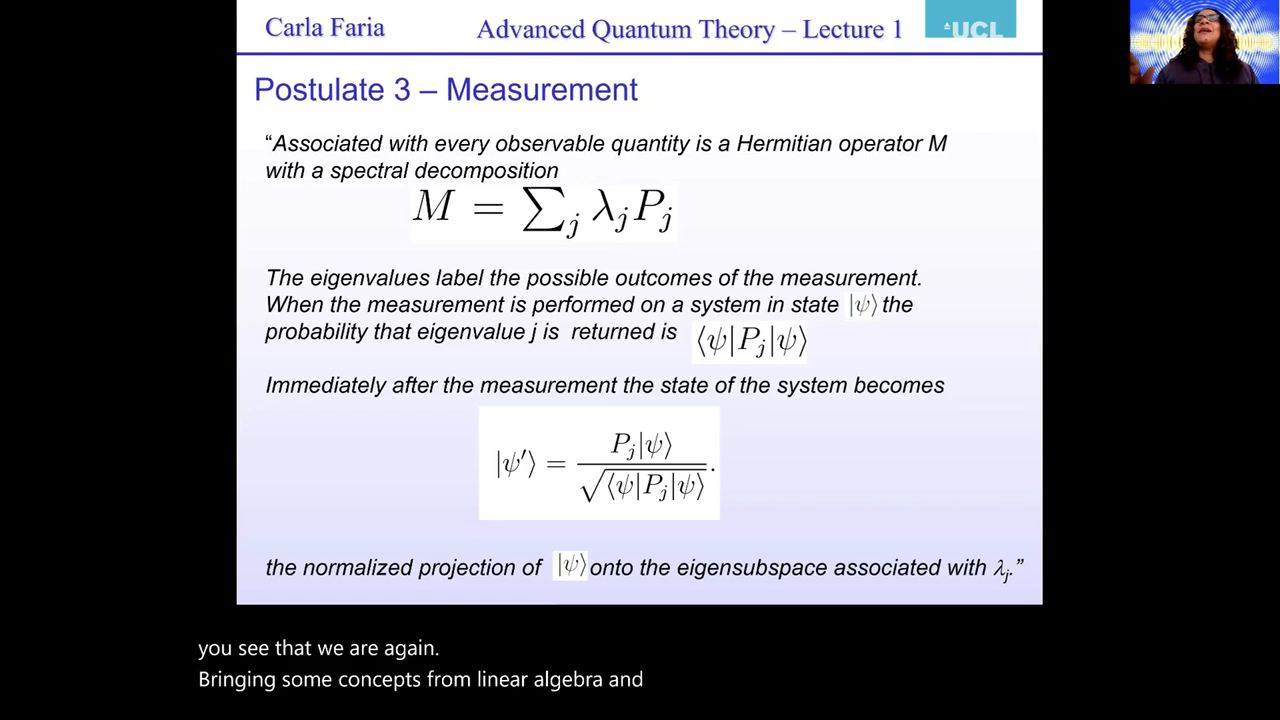 Carla Faria
Advanced Quantum Theory – Lecture 1
UCL
Postulate 3 – Measurement
“Associated with every observable quantity is a Hermitian operator M
with a spectral decomposition
M = ∑_j λ_j P_j
The eigenvalues label the possible outcomes of the measurement.
When the measurement is performed on a system in state |ψ⟩ the
probability that eigenvalue j is returned is ⟨ψ|P_j|ψ⟩
Immediately after the measurement the state of the system becomes
|ψ′⟩ = P_j|ψ⟩ / √⟨ψ|P_j|ψ⟩.
the normalized projection of |ψ⟩ onto the eigensubspace associated with λ_j.”
you see that we are again.
Bringing some concepts from linear algebra and